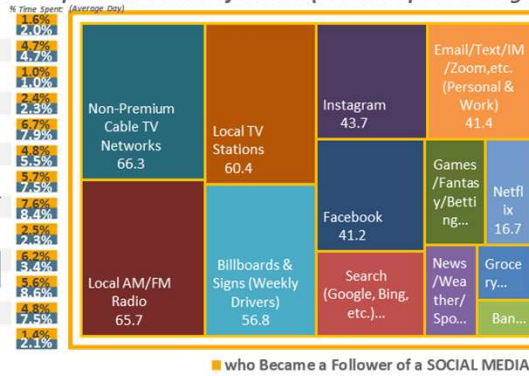 % Time Spent: (Average Day)
1.6%
2.0%
4.7%
4.7%
1.0%
1.0%
2.4%
2.3%
6.7%
7.9%
4.8%
5.5%
5.7%
7.5%
7.6%
8.4%
2.5%
2.3%
6.2%
3.4%
5.6%
8.6%
4.8%
7.5%
1.4%
2.1%
Non-Premium
Cable TV
Networks
66.3
Local AM/FM
Radio
65.7
Local TV
Stations
60.4
Billboards &
Signs (Weekly
Drivers)
56.8
Instagram
43.7
Facebook
41.2
Search
(Google, Bing,
etc.)...
Email/Text/IM
/Zoom,etc.
(Personal &
Work)
41.4
Games
/Fantas
y/Betti
ng...
Netfl
ix
16.7
News
/Wea
ther/
Spo...
Groce
ry...
Ban...
who Became a Follower of a SOCIAL MEDIA